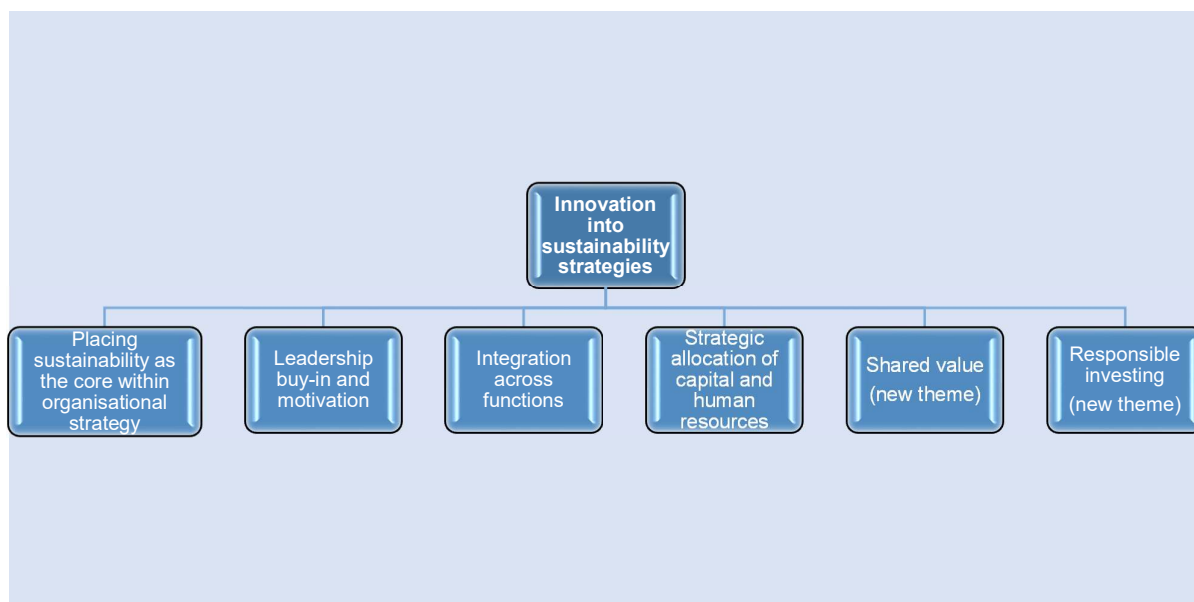 Innovation
into
sustainability
strategies
Placing
sustainability as
the core within
organisational
strategy
Leadership
buy-in and
motivation
Integration
across
functions
Strategic
allocation of
capital and
human
resources
Shared value
(new theme)
Responsible
investing
(new theme)